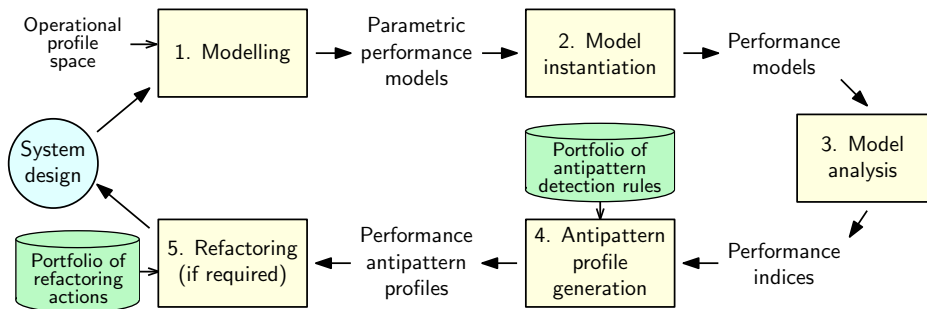 Operational
profile
space
1. Modelling
Parametric
performance
models
2. Model
instantiation
Performance
models
3. Model
analysis
System
design
Portfolio of
antipattern
detection rules
Portfolio of
refactoring
actions
5. Refactoring
(if required)
Performance
antipattern
profiles
4. Antipattern
profile
generation
Performance
indices